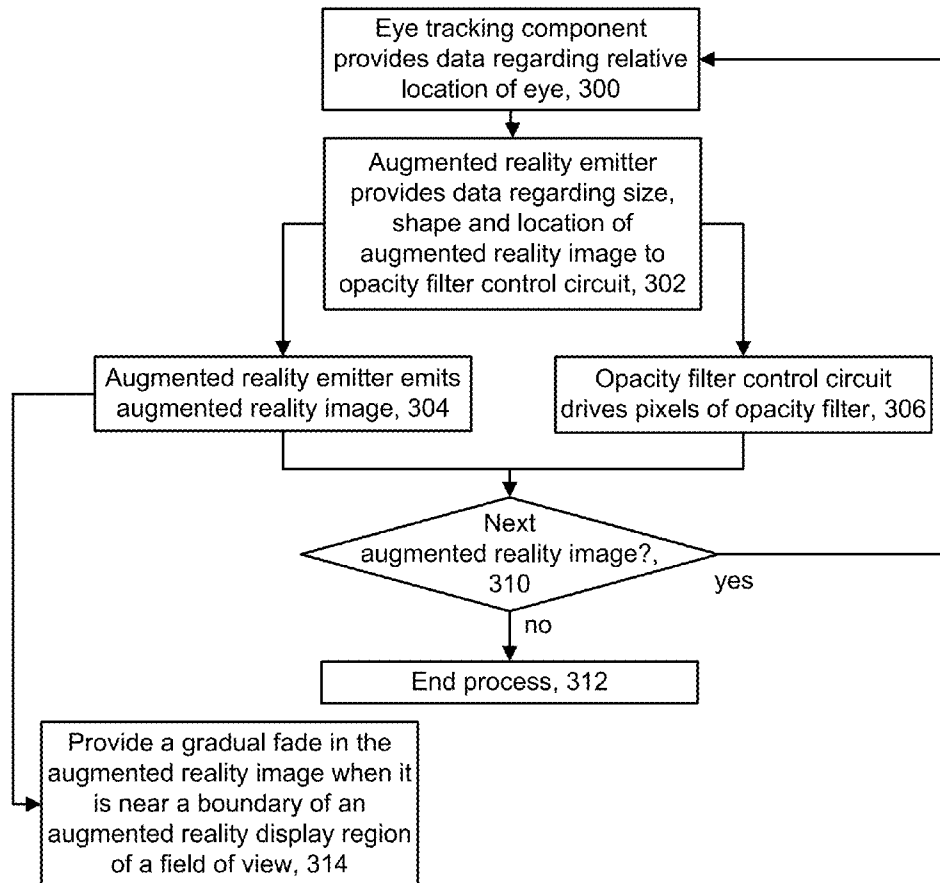 Eye tracking component
provides data regarding relative
location of eye, 300
Augmented reality emitter
provides data regarding size,
shape and location of
augmented reality image to
opacity filter control circuit, 302
Augmented reality emitter emits
augmented reality image, 304
Opacity filter control circuit
drives pixels of opacity filter, 306
Next
augmented reality image?,
310
yes
no
End process, 312
Provide a gradual fade in the
augmented reality image when it
is near a boundary of an
augmented reality display region
of a field of view, 314